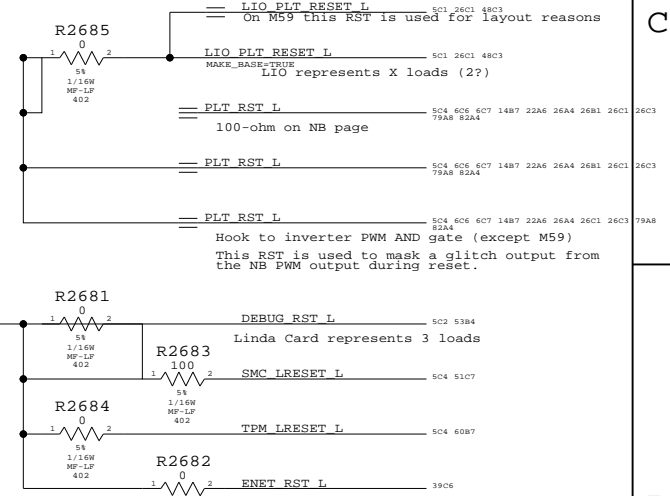 LIO_PLT_RESET_L 5C1 26C1 48C3
On M59 this RST is used for layout reasons
C
R2685
0
1 2
LIO_PLT_RESET_L 5C1 26C1 48C3
MAKE_BASE=TRUE
LIO represents X loads (2?)
5%
1/16W
MF-LF
402
PLT_RST_L 5C4 6C6 6C7 14B7 22A6 26A4 26B1 26C1 26C3
79A8 82A4
100-ohm on NB page
PLT_RST_L 5C4 6C6 6C7 14B7 22A6 26A4 26B1 26C1 26C3
79A8 82A4
PLT_RST_L 5C4 6C6 6C7 14B7 22A6 26A4 26C1 26C3 79A8
82A4
Hook to inverter PWM AND gate (except M59)
This RST is used to mask a glitch output from
the NB PWM output during reset.
R2681
0
1 2
DEBUG_RST_L 5C2 53B4
Linda Card represents 3 loads
5%
1/16W
MF-LF
402
R2683
100
1 2
SMC_LRESET_L 5C4 51C7
5%
1/16W
MF-LF
402
R2684
0
1 2
TPM_LRESET_L 5C4 60B7
5%
1/16W
MF-LF
402
R2682
0
1 2
ENET_RST_L 39C6